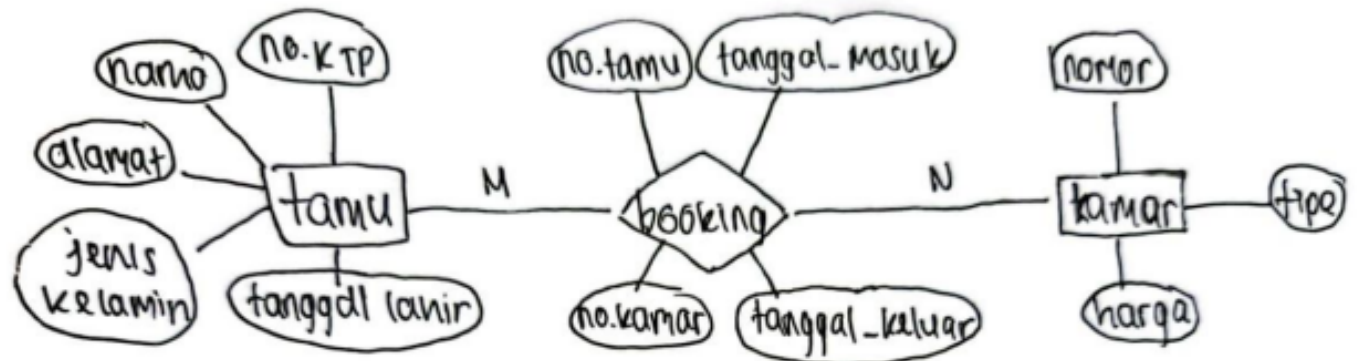 no.KTP
nama
alamat
jenis
kelamin
tanggal lahir
tamu
M
no.tamu
tanggal_masuk
booking
no.kamar
tanggal_keluar
N
nomor
kamar
tipe
harga